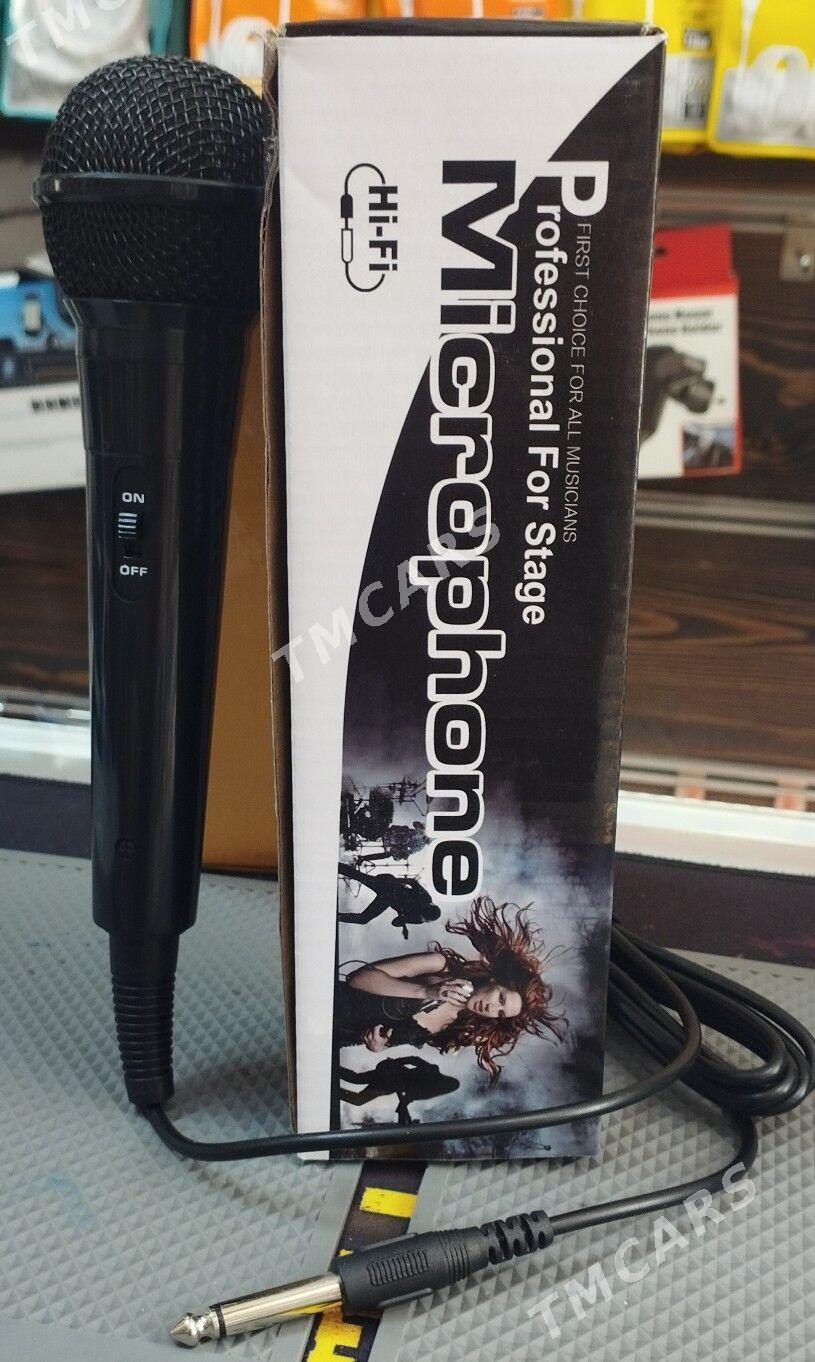 Professional For Stage
FIRST CHOICE FOR ALL MUSICIANS
Microphone
Hi-Fi
ON
OFF
TMCARS
TMCARS
TMCARS